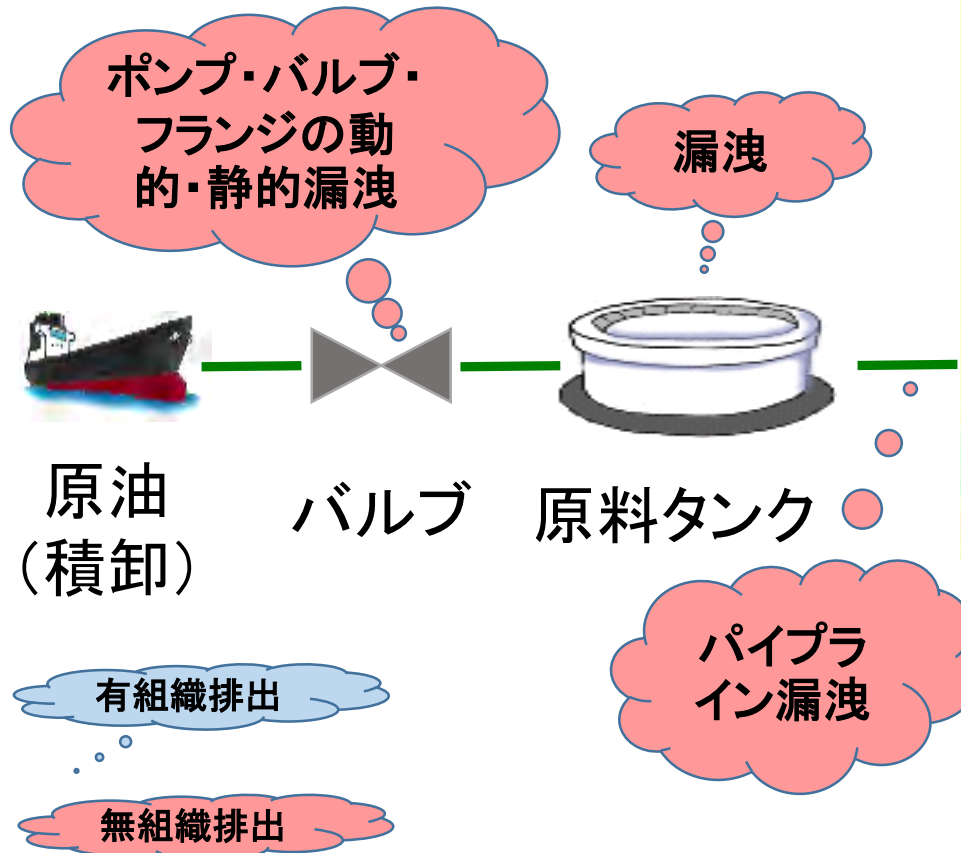 ポンプ・バルブ・
フランジの動
的・静的漏洩
漏洩
原油
（積卸）
バルブ
原料タンク
パイプラ
イン漏洩
有組織排出
無組織排出